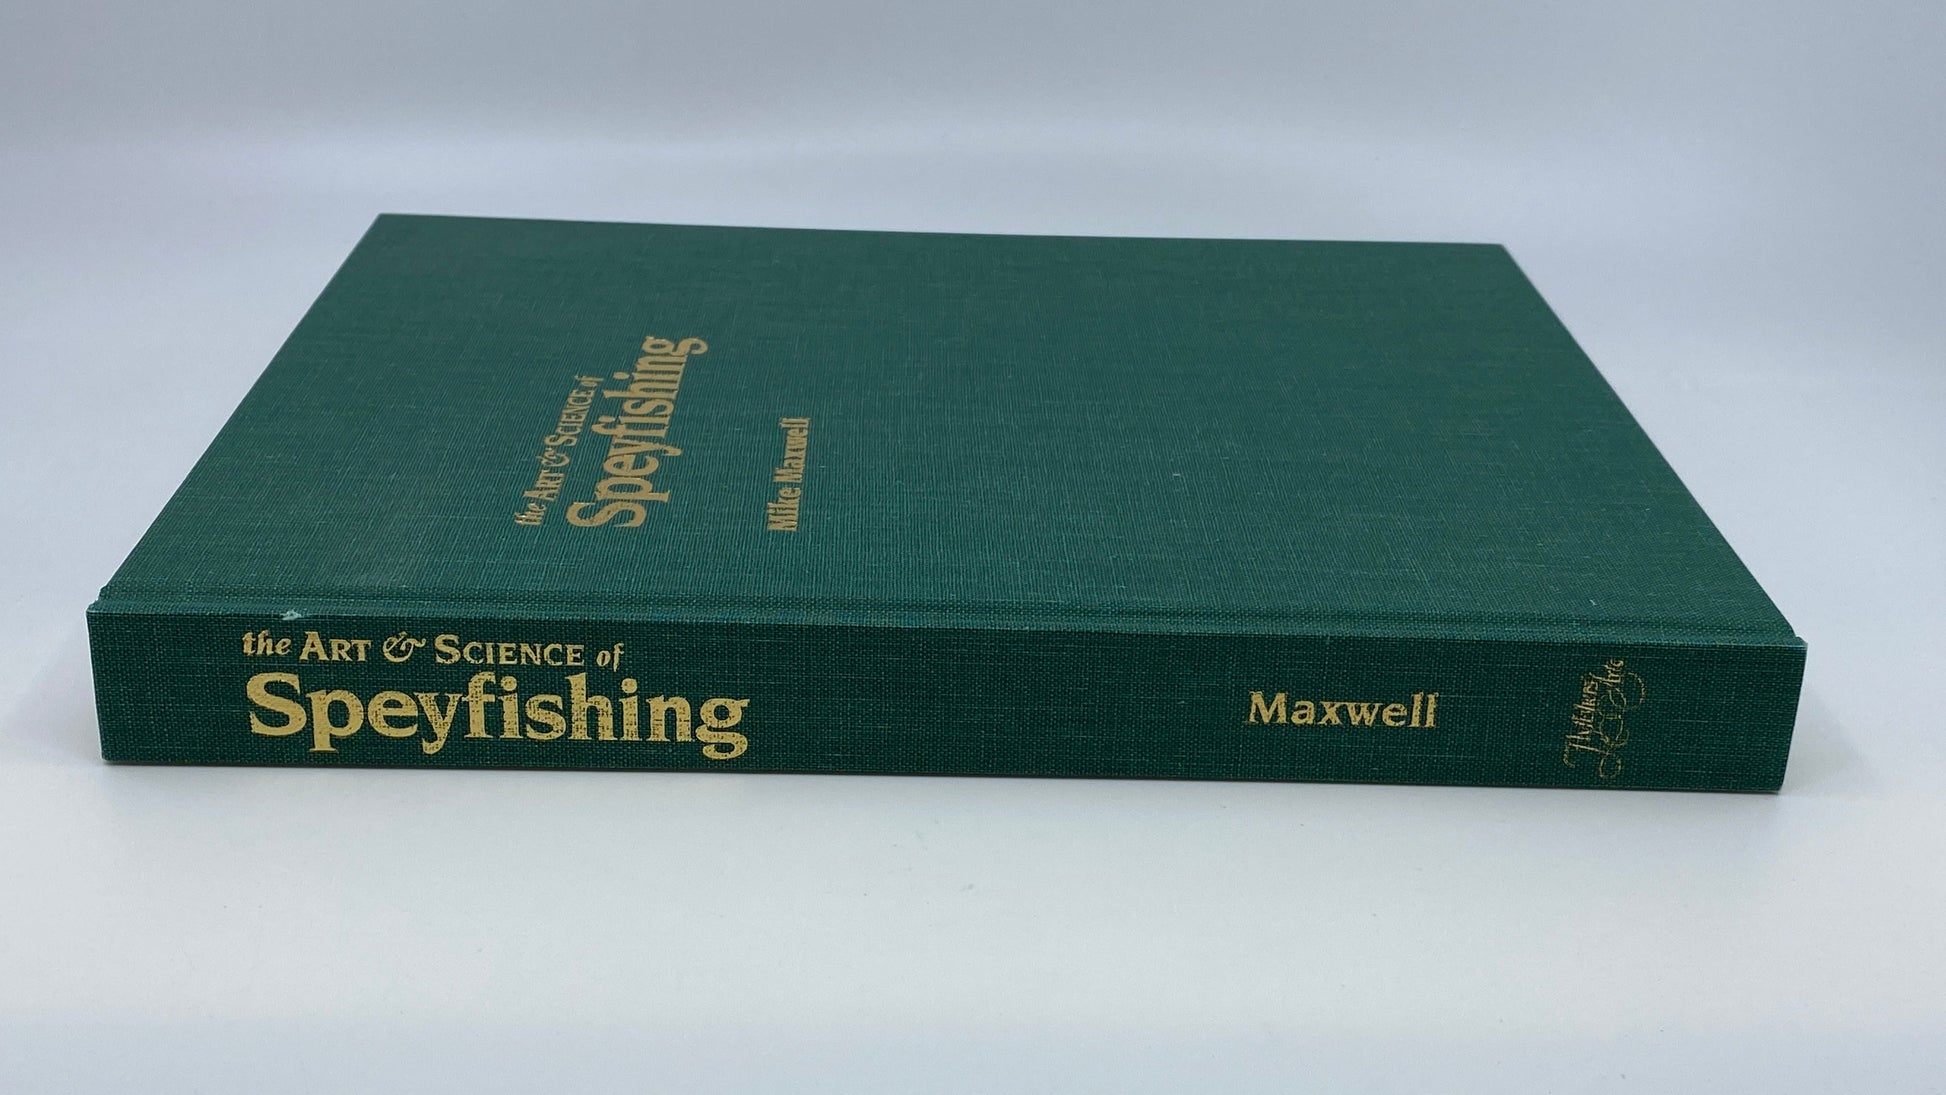 the ART & SCIENCE of
Speyfishing
Mike Maxwell
the ART & SCIENCE of
Speyfishing
Maxwell